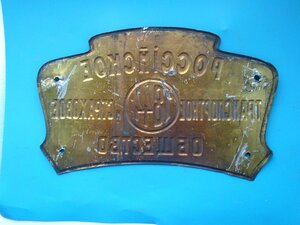 РОССІЙСКОЕ
ТРАНСПОРТНОЕ СТРАХОВОЕ
ОБЩЕСТВО